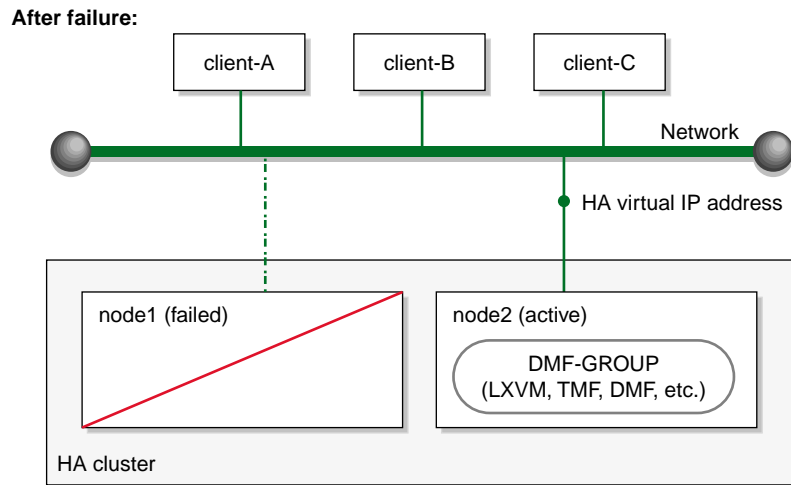 After failure:
client-A
client-B
client-C
Network
HA virtual IP address
node1 (failed)
node2 (active)
DMF-GROUP
(LXVM, TMF, DMF, etc.)
HA cluster